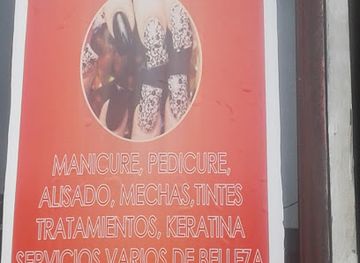 MANICURE, PEDICURE,
ALISADO, MECHAS,TINTES
TRATAMIENTOS, KERATINA
SERVICIOS VARIOS DE BELLEZA